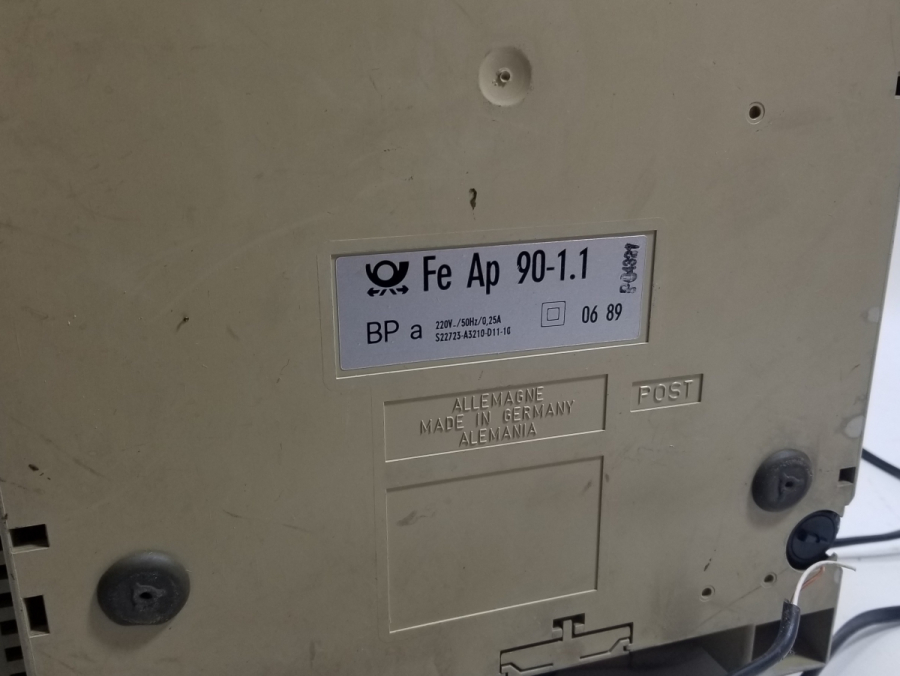 Fe Ap 90-1.1
BP a
220V~/50Hz/0,25A
S22723-A3210-D11-16
06 89
ALLEMAGNE
MADE IN GERMANY
ALEMANIA
POST